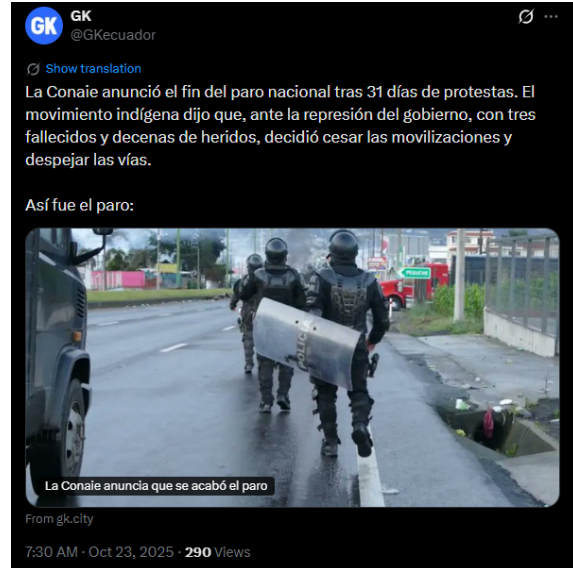 GK
GK
@GKecuador
Show translation
La Conaie anunció el fin del paro nacional tras 31 días de protestas. El
movimiento indígena dijo que, ante la represión del gobierno, con tres
fallecidos y decenas de heridos, decidió cesar las movilizaciones y
despejar las vías.
Así fue el paro:
PEGUCHE
POLICIA
La Conaie anuncia que se acabó el paro
From gk.city
7:30 AM · Oct 23, 2025 · 290 Views